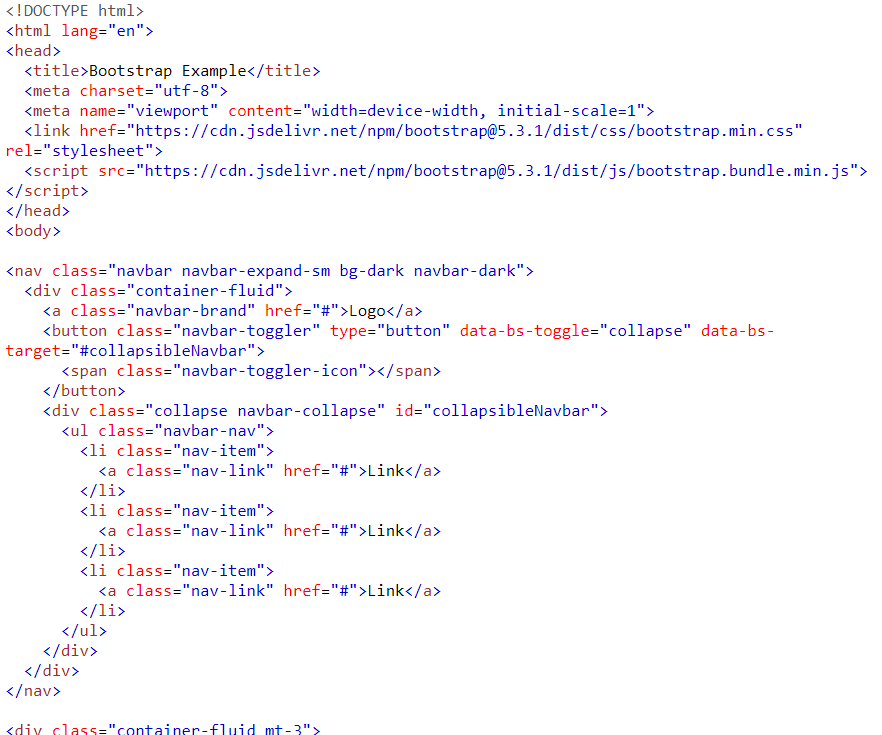 <!DOCTYPE html>
<html lang="en">
<head>
  <title>Bootstrap Example</title>
  <meta charset="utf-8">
  <meta name="viewport" content="width=device-width, initial-scale=1">
  <link href="https://cdn.jsdelivr.net/npm/bootstrap@5.3.1/dist/css/bootstrap.min.css"
rel="stylesheet">
  <script src="https://cdn.jsdelivr.net/npm/bootstrap@5.3.1/dist/js/bootstrap.bundle.min.js">
</script>
</head>
<body>

<nav class="navbar navbar-expand-sm bg-dark navbar-dark">
  <div class="container-fluid">
    <a class="navbar-brand" href="#">Logo</a>
    <button class="navbar-toggler" type="button" data-bs-toggle="collapse" data-bs-
target="#collapsibleNavbar">
      <span class="navbar-toggler-icon"></span>
    </button>
    <div class="collapse navbar-collapse" id="collapsibleNavbar">
      <ul class="navbar-nav">
        <li class="nav-item">
          <a class="nav-link" href="#">Link</a>
        </li>
        <li class="nav-item">
          <a class="nav-link" href="#">Link</a>
        </li>
        <li class="nav-item">
          <a class="nav-link" href="#">Link</a>
        </li>
      </ul>
    </div>
  </div>
</nav>

<div class="container-fluid mt-3">